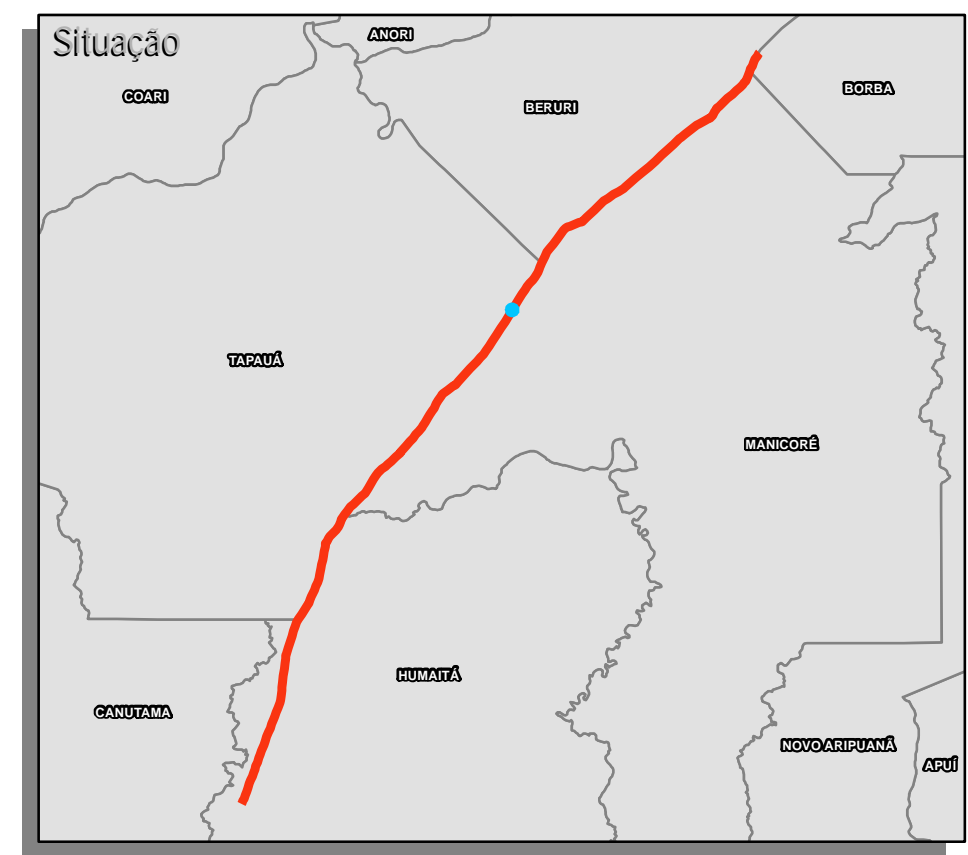 Situação
ANORI
COARI
BERURI
BORBA
TAPAUÁ
MANICORÉ
HUMAITÁ
CANUTAMA
NOVO ARIPUANÃ
APUÍ